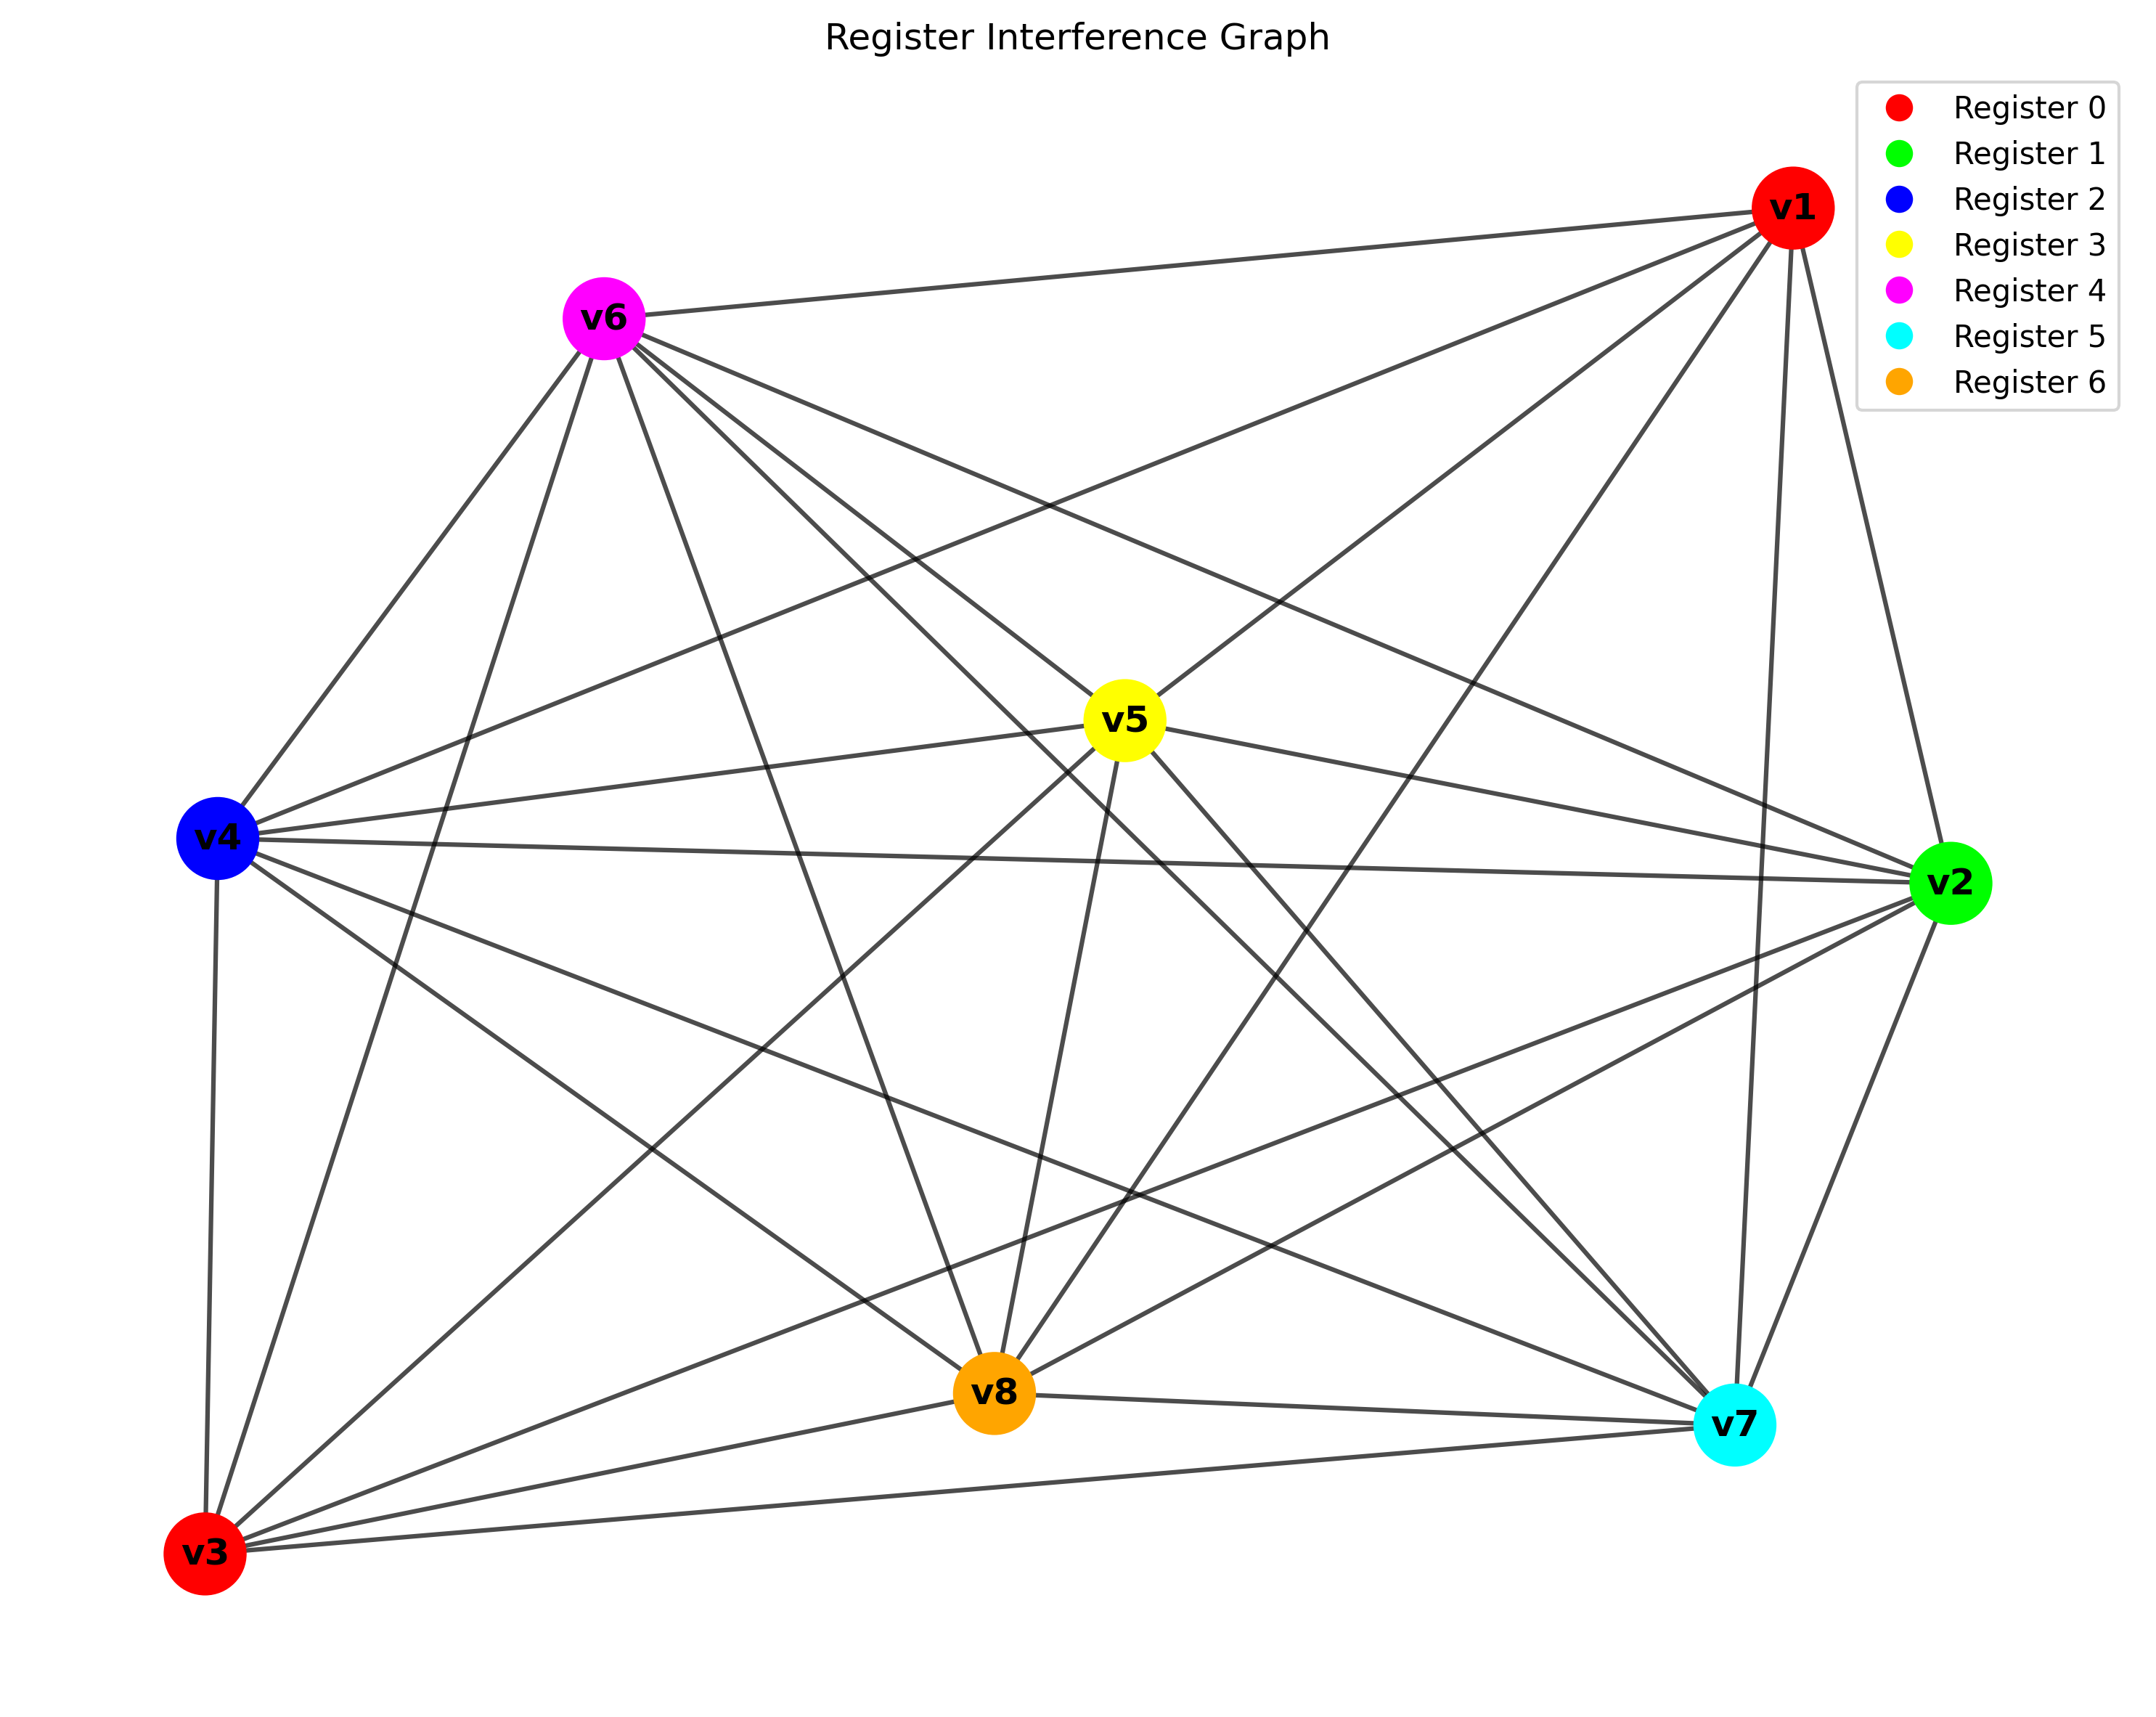 Register Interference Graph
Register 0
Register 1
Register 2
Register 3
Register 4
Register 5
Register 6
v1
v6
v5
v4
v2
v8
v7
v3